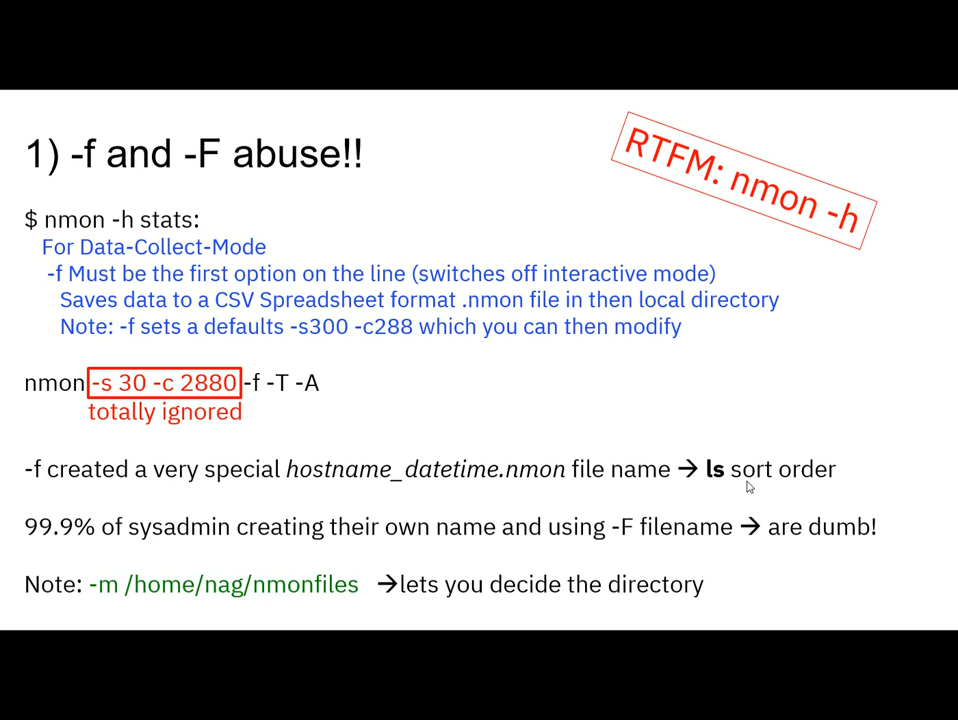 1) -f and -F abuse!!
RTFM: nmon -h
$ nmon -h stats:
For Data-Collect-Mode
-f Must be the first option on the line (switches off interactive mode)
Saves data to a CSV Spreadsheet format .nmon file in then local directory
Note: -f sets a defaults -s300 -c288 which you can then modify
nmon -s 30 -c 2880 -f -T -A
totally ignored
-f created a very special hostname_datetime.nmon file name → ls sort order
99.9% of sysadmin creating their own name and using -F filename → are dumb!
Note: -m /home/nag/nmonfiles →lets you decide the directory